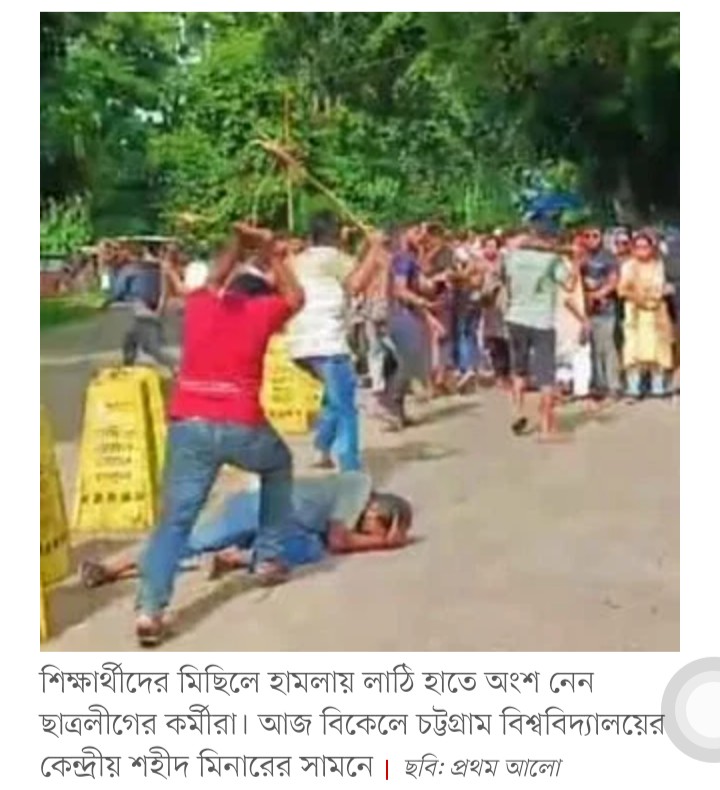 শিক্ষার্থীদের মিছিলে হামলায় লাঠি হাতে অংশ নেন
ছাত্রলীগের কর্মীরা। আজ বিকেলে চট্টগ্রাম বিশ্ববিদ্যালয়ের
কেন্দ্রীয় শহীদ মিনারের সামনে | ছবি: প্রথম আলো